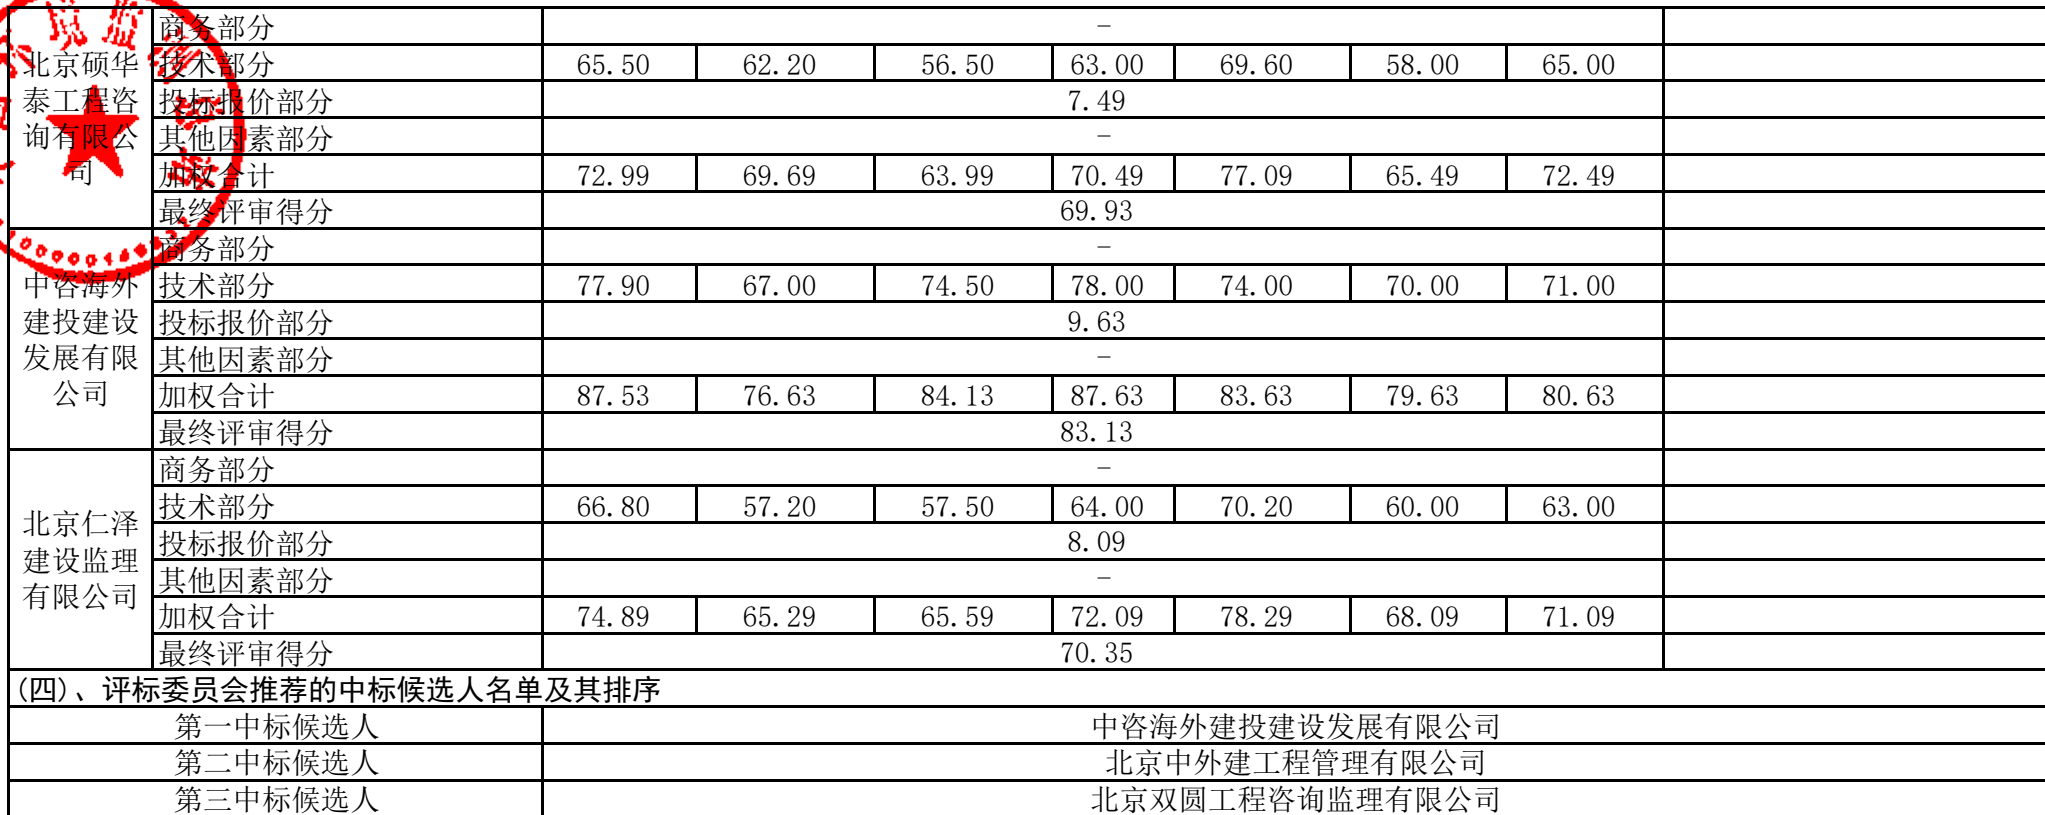 北京硕华
泰工程咨
询有限公
司
商务部分 -
技术部分 65.50 62.20 56.50 63.00 69.60 58.00 65.00
投标报价部分 7.49
其他因素部分 -
加权合计 72.99 69.69 63.99 70.49 77.09 65.49 72.49
最终评审得分 69.93
中咨海外
建投建设
发展有限
公司
商务部分 -
技术部分 77.90 67.00 74.50 78.00 74.00 70.00 71.00
投标报价部分 9.63
其他因素部分 -
加权合计 87.53 76.63 84.13 87.63 83.63 79.63 80.63
最终评审得分 83.13
北京仁泽
建设监理
有限公司
商务部分 -
技术部分 66.80 57.20 57.50 64.00 70.20 60.00 63.00
投标报价部分 8.09
其他因素部分 -
加权合计 74.89 65.29 65.59 72.09 78.29 68.09 71.09
最终评审得分 70.35
(四)、评标委员会推荐的中标候选人名单及其排序
第一中标候选人 中咨海外建投建设发展有限公司
第二中标候选人 北京中外建工程管理有限公司
第三中标候选人 北京双圆工程咨询监理有限公司